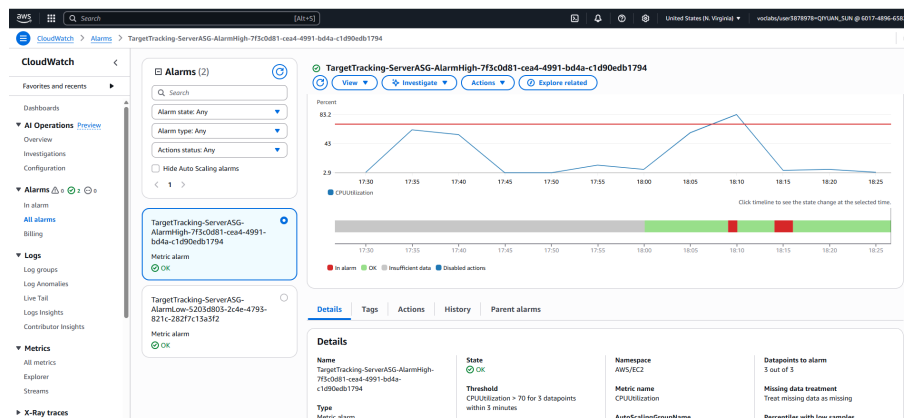 aws
Search
[Alt+S]
United States (N. Virginia)
voclabs/user3878978=QIYUAN_SUN @ 6017-4896-658
CloudWatch > Alarms > TargetTracking-ServerASG-AlarmHigh-7f3c0d81-cea4-4991-bd4a-c1d90edb1794
CloudWatch
Favorites and recents
Dashboards
AI Operations Preview
Overview
Investigations
Configuration
Alarms 0 2 0
In alarm
All alarms
Billing
Logs
Log groups
Log Anomalies
Live Tail
Logs Insights
Contributor Insights
Metrics
All metrics
Explorer
Streams
X-Ray traces
Alarms (2)
Search
Alarm state: Any
Alarm type: Any
Actions status: Any
Hide Auto Scaling alarms
1
TargetTracking-ServerASG-
AlarmHigh-7f3c0d81-cea4-4991-
bd4a-c1d90edb1794
Metric alarm
OK
TargetTracking-ServerASG-
AlarmLow-5203d803-2c4e-4793-
821c-282f7c13a3f2
Metric alarm
OK
TargetTracking-ServerASG-AlarmHigh-7f3c0d81-cea4-4991-bd4a-c1d90edb1794
View Investigate Actions Explore related
Percent
83.2
43
2.9
17:30 17:35 17:40 17:45 17:50 17:55 18:00 18:05 18:10 18:15 18:20 18:25
CPUUtilization
Click timeline to see the state change at the selected time.
17:30 17:35 17:40 17:45 17:50 17:55 18:00 18:05 18:10 18:15 18:20 18:25
In alarm OK Insufficient data Disabled actions
Details Tags Actions History Parent alarms
Details
Name
TargetTracking-ServerASG-AlarmHigh-
7f3c0d81-cea4-4991-bd4a-
c1d90edb1794
Type
Metric alarm
State
OK
Threshold
CPUUtilization > 70 for 3 datapoints
within 3 minutes
Namespace
AWS/EC2
Metric name
CPUUtilization
AutoScalingGroupName
Datapoints to alarm
3 out of 3
Missing data treatment
Treat missing data as missing
Percentiles with low samples